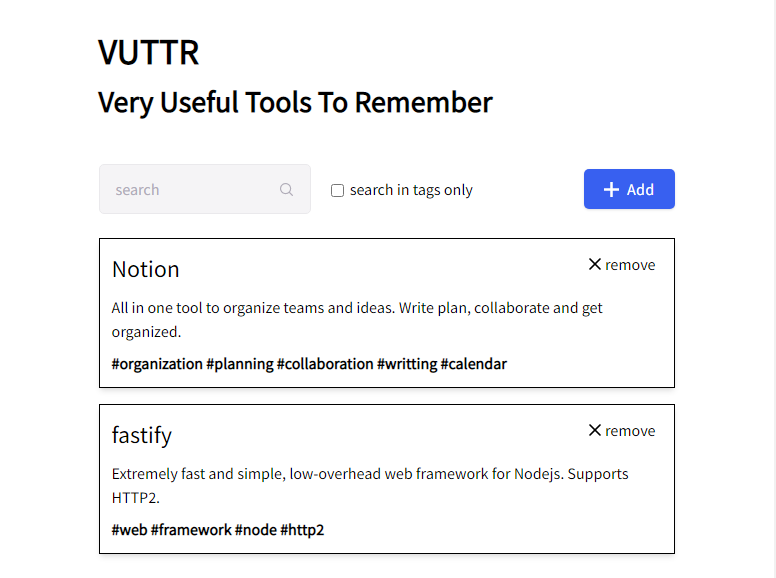 VUTTR
Very Useful Tools To Remember
search
search in tags only
Add
Notion
remove
All in one tool to organize teams and ideas. Write plan, collaborate and get
organized.
#organization #planning #collaboration #writting #calendar
fastify
remove
Extremely fast and simple, low-overhead web framework for Nodejs. Supports
HTTP2.
#web #framework #node #http2